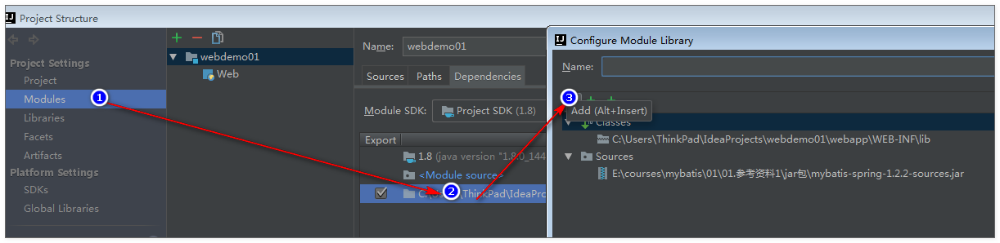 Project Structure
Project Settings
Project
Modules
1
Libraries
Facets
Artifacts
Platform Settings
SDKs
Global Libraries
webdemo01
Web
Name:
webdemo01
Sources
Paths
Dependencies
Module SDK:
Project SDK (1.8)
Export
1.8 (java version "1.8.0_144
<Module source>
2
ThinkPad\IdeaPro
Configure Module Library
Name:
3
Add (Alt+Insert)
Classes
C:\Users\ThinkPad\IdeaProjects\webdemo01\webapp\WEB-INF\lib
Sources
E:\courses\mybatis\01\01.参考资料1\jar包\mybatis-spring-1.2.2-sources.jar